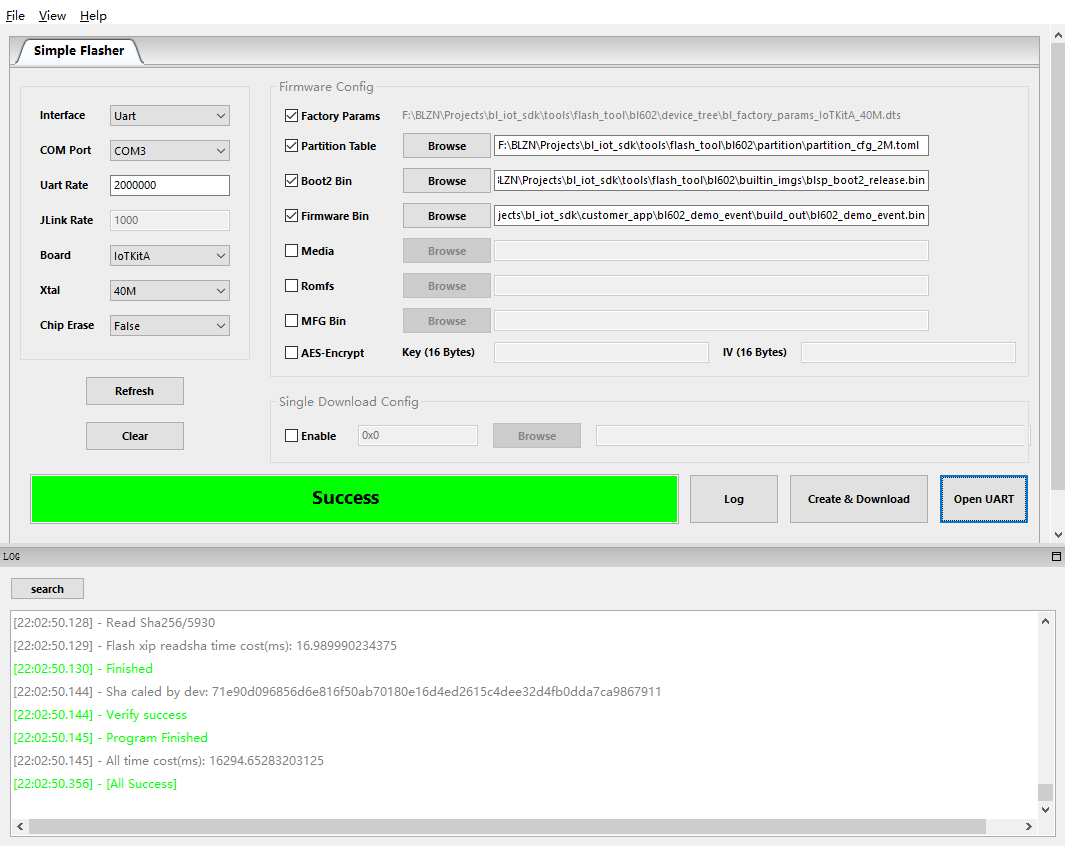 File View Help
Simple Flasher
Interface Uart
COM Port COM3
Uart Rate 2000000
JLink Rate 1000
Board IoTKitA
Xtal 40M
Chip Erase False
Refresh
Clear
Firmware Config
Factory Params F:\BLZN\Projects\bl_iot_sdk\tools\flash_tool\bl602\device_tree\bl_factory_params_IoTKitA_40M.dts
Partition Table Browse F:\BLZN\Projects\bl_iot_sdk\tools\flash_tool\bl602\partition\partition_cfg_2M.toml
Boot2 Bin Browse LZN\Projects\bl_iot_sdk\tools\flash_tool\bl602\builtin_imgs\blsp_boot2_release.bin
Firmware Bin Browse jects\bl_iot_sdk\customer_app\bl602_demo_event\build_out\bl602_demo_event.bin
Media Browse
Romfs Browse
MFG Bin Browse
AES-Encrypt Key (16 Bytes) IV (16 Bytes)
Single Download Config
Enable 0x0 Browse
Success Log Create & Download Open UART
LOG
search
[22:02:50.128] - Read Sha256/5930
[22:02:50.129] - Flash xip readsha time cost(ms): 16.989990234375
[22:02:50.130] - Finished
[22:02:50.144] - Sha caled by dev: 71e90d096856d6e816f50ab70180e16d4ed2615c4dee32d4fb0dda7ca9867911
[22:02:50.144] - Verify success
[22:02:50.145] - Program Finished
[22:02:50.145] - All time cost(ms): 16294.65283203125
[22:02:50.356] - [All Success]